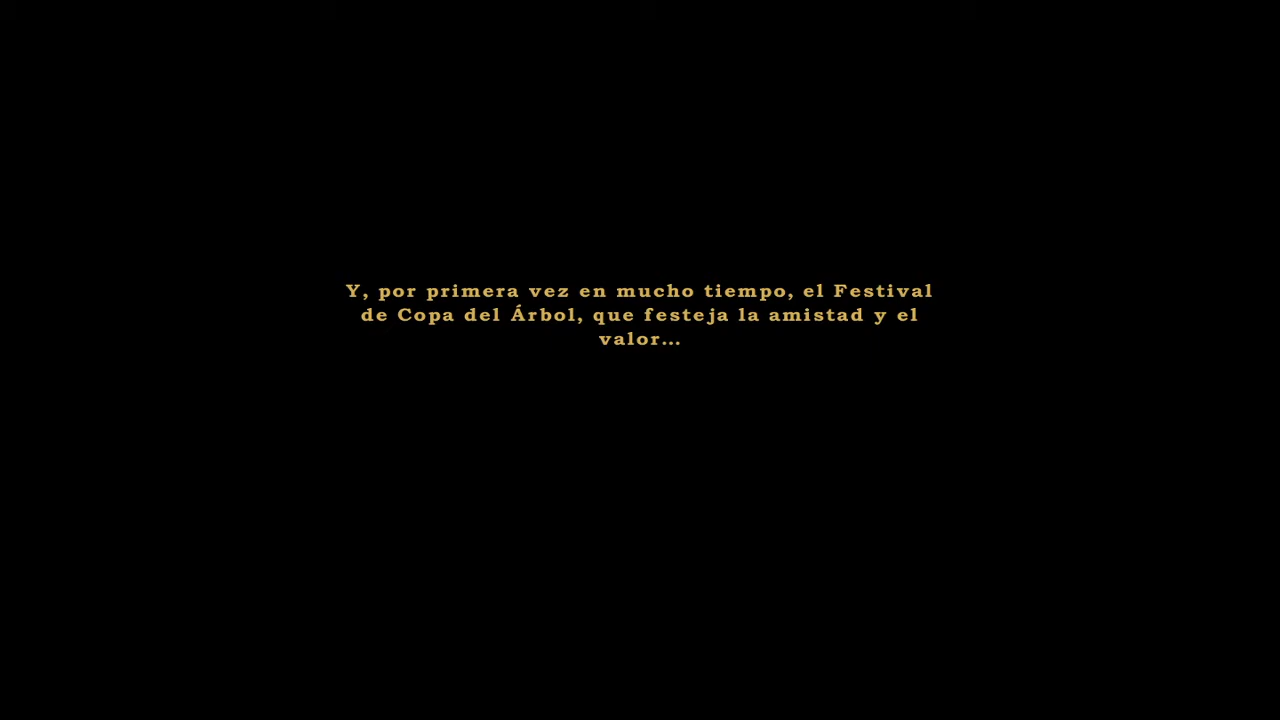 Y, por primera vez en mucho tiempo, el Festival
de Copa del Árbol, que festeja la amistad y el
valor...